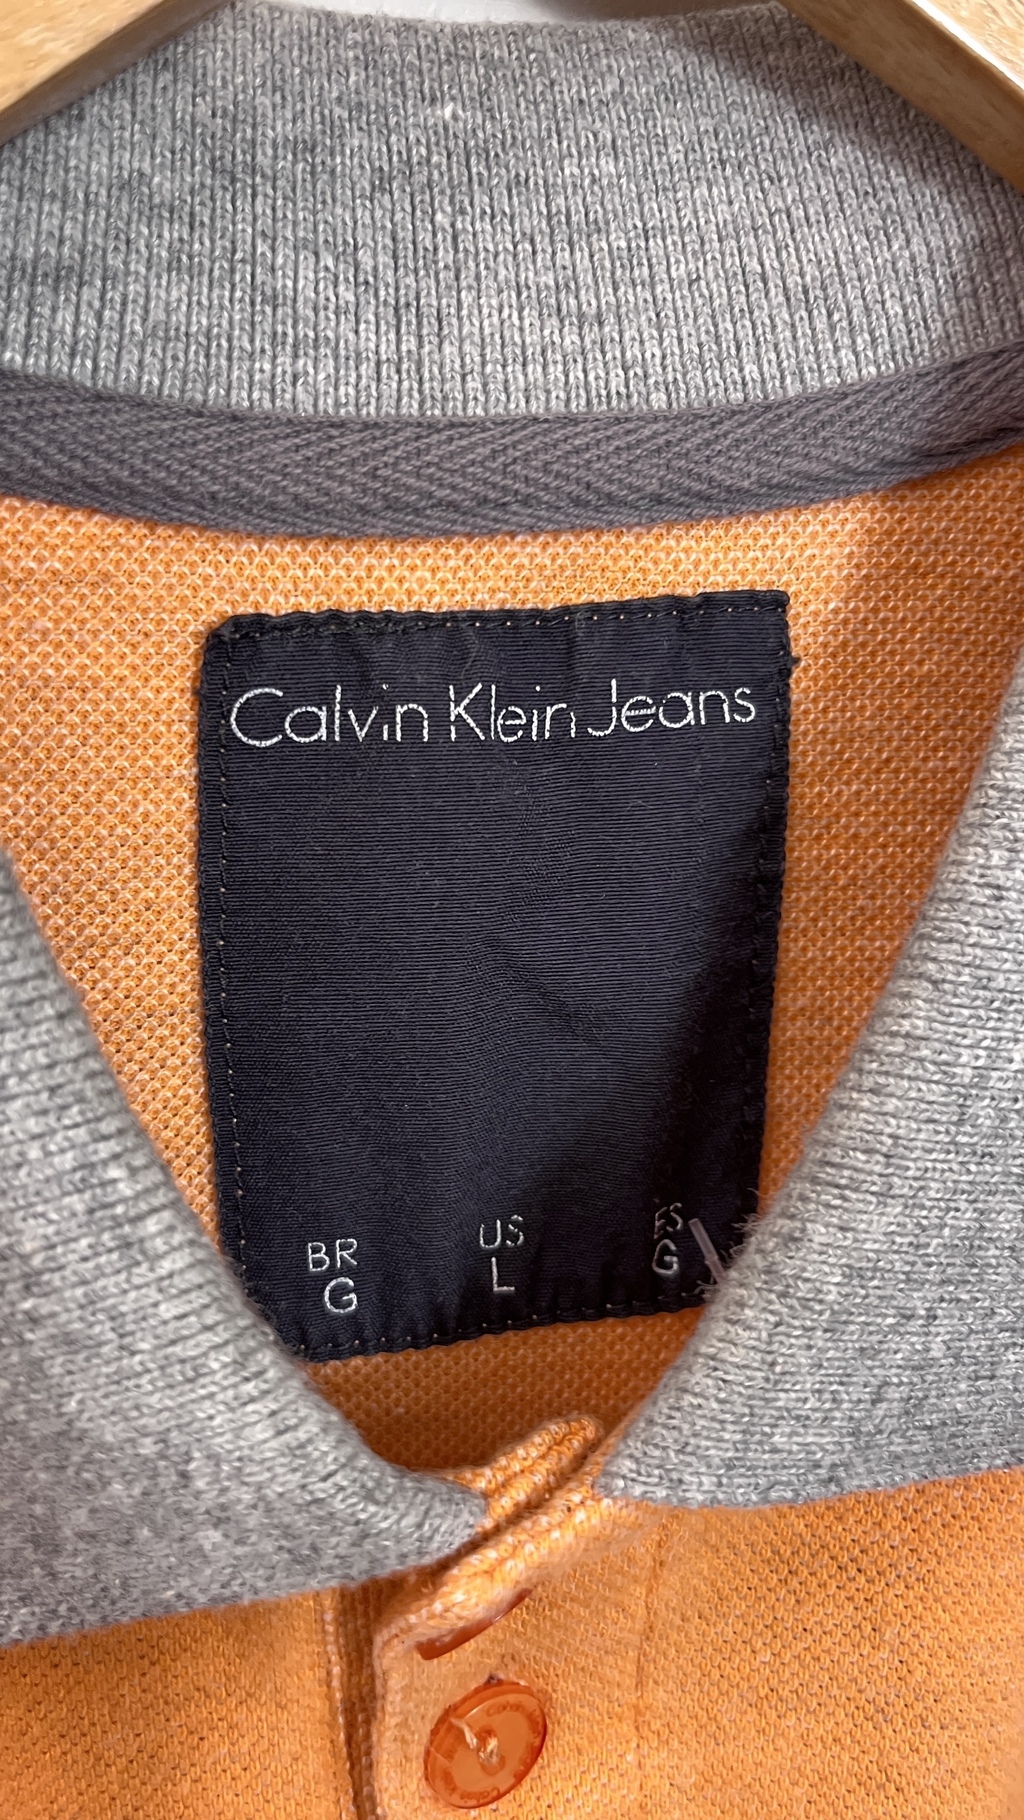 Calvin Klein Jeans
BR US ES
G L G